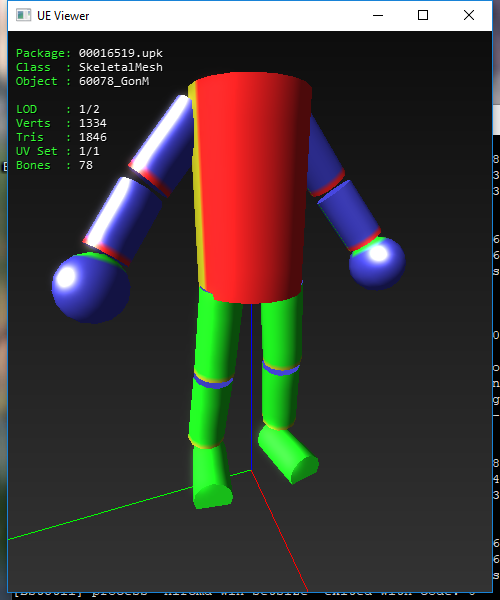 UE Viewer
Package: 00016519.upk
Class  : SkeletalMesh
Object : 60078_GonM
LOD    : 1/2
Verts  : 1334
Tris   : 1846
UV Set : 1/1
Bones  : 78